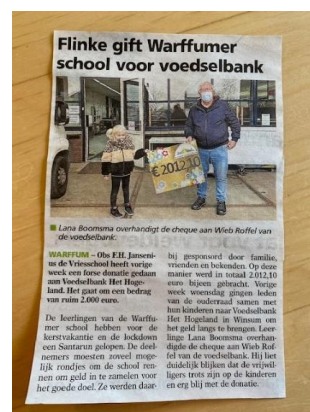 Flinke gift Warffumer
school voor voedselbank
€ 2012,10
Lana Boomsma overhandigt de cheque aan Wieb Roffel van
de voedselbank.
WARFFUM – Obs F.H. Janseni-
us de Vriesschool heeft vorige
week een forse donatie gedaan
aan Voedselbank Het Hoge-
land. Het gaat om een bedrag
van ruim 2.000 euro.
De leerlingen van de Warffu-
mer school hebben voor de
kerstvakantie en de lockdown
een Santarun gelopen. De deel-
nemers moesten zoveel moge-
lijk rondjes om de school ren-
nen om geld in te zamelen voor
het goede doel. Ze werden daar-
bij gesponsord door familie,
vrienden en bekenden. Op deze
manier werd in totaal 2.012,10
euro bijeen gebracht. Vorige
week woensdag gingen leden
van de ouderraad samen met
hun kinderen naar Voedselbank
Het Hogeland in Winsum om
het geld langs te brengen. Leer-
linge Lana Boomsma overhan-
digde de cheque aan Wieb Rof-
fel van de voedselbank. Hij liet
duidelijk blijken dat de vrijwil-
ligers trots zijn op de kinderen
en erg blij met de donatie.